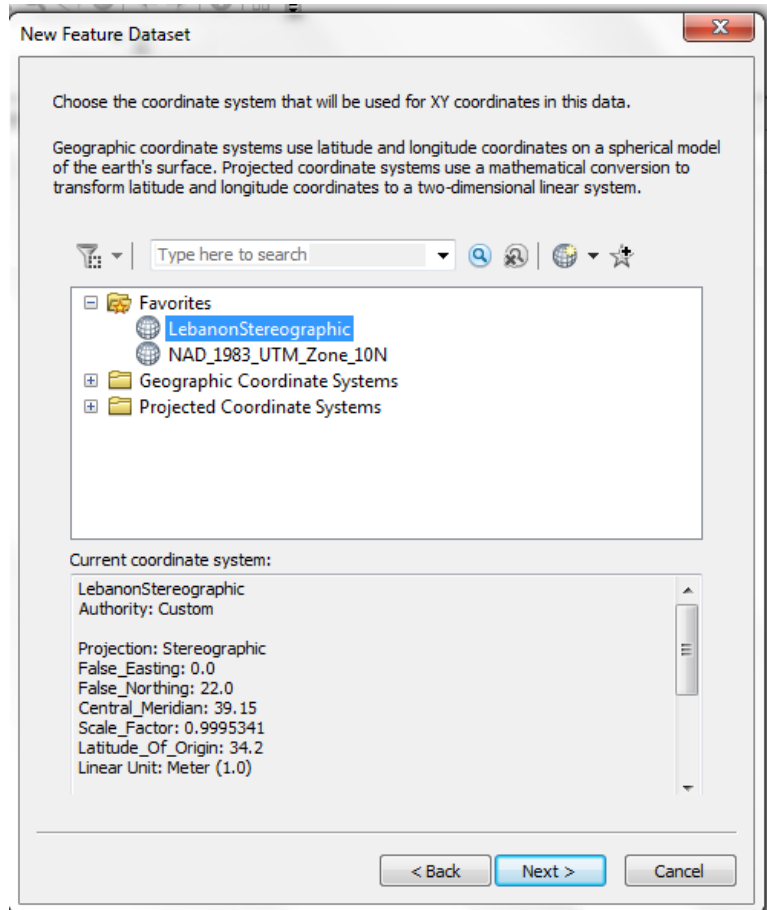 New Feature Dataset
Choose the coordinate system that will be used for XY coordinates in this data.
Geographic coordinate systems use latitude and longitude coordinates on a spherical model
of the earth's surface. Projected coordinate systems use a mathematical conversion to
transform latitude and longitude coordinates to a two-dimensional linear system.
Type here to search
Favorites
LebanonStereographic
NAD_1983_UTM_Zone_10N
Geographic Coordinate Systems
Projected Coordinate Systems
Current coordinate system:
LebanonStereographic
Authority: Custom
Projection: Stereographic
False_Easting: 0.0
False_Northing: 22.0
Central_Meridian: 39.15
Scale_Factor: 0.9995341
Latitude_Of_Origin: 34.2
Linear Unit: Meter (1.0)
< Back Next > Cancel